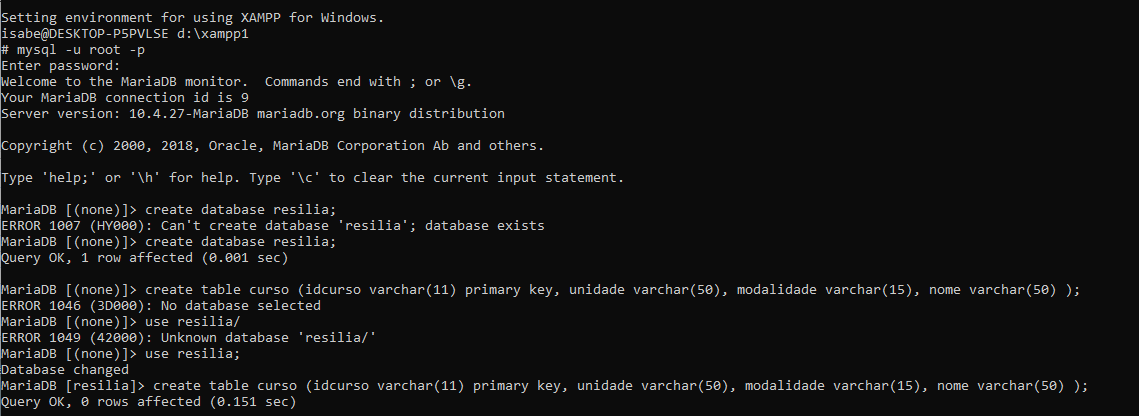 Setting environment for using XAMPP for Windows.
isabe@DESKTOP-P5PVLSE d:\xampp1
# mysql -u root -p
Enter password:
Welcome to the MariaDB monitor.  Commands end with ; or \g.
Your MariaDB connection id is 9
Server version: 10.4.27-MariaDB mariadb.org binary distribution
Copyright (c) 2000, 2018, Oracle, MariaDB Corporation Ab and others.
Type 'help;' or '\h' for help. Type '\c' to clear the current input statement.
MariaDB [(none)]> create database resilia;
ERROR 1007 (HY000): Can't create database 'resilia'; database exists
MariaDB [(none)]> create database resilia;
Query OK, 1 row affected (0.001 sec)
MariaDB [(none)]> create table curso (idcurso varchar(11) primary key, unidade varchar(50), modalidade varchar(15), nome varchar(50) );
ERROR 1046 (3D000): No database selected
MariaDB [(none)]> use resilia/
ERROR 1049 (42000): Unknown database 'resilia/'
MariaDB [(none)]> use resilia;
Database changed
MariaDB [resilia]> create table curso (idcurso varchar(11) primary key, unidade varchar(50), modalidade varchar(15), nome varchar(50) );
Query OK, 0 rows affected (0.151 sec)